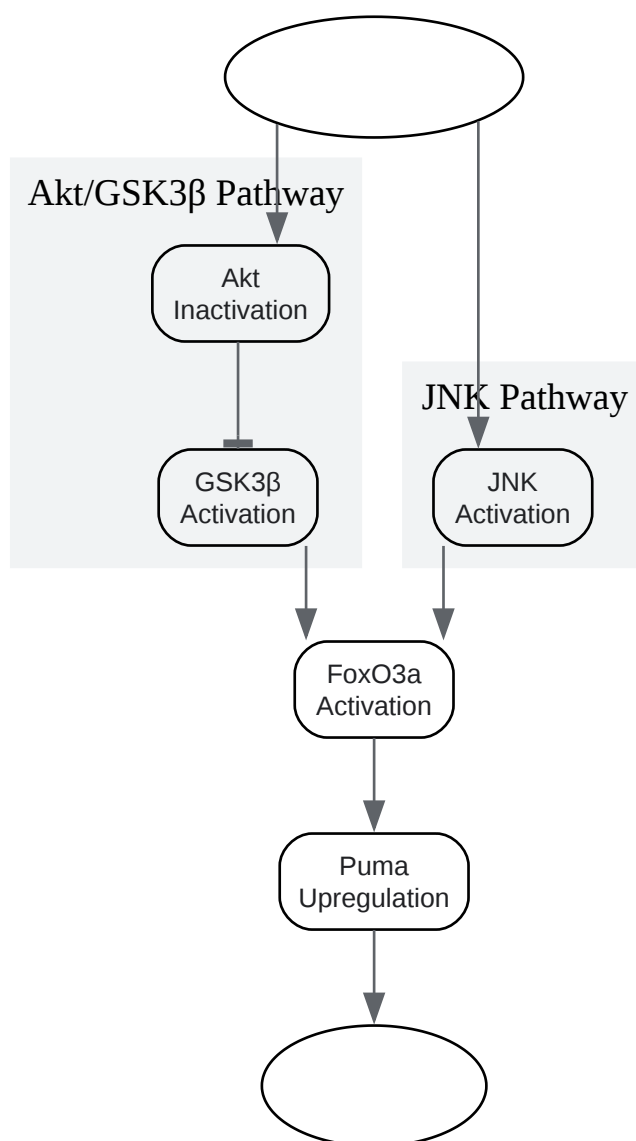 Akt/GSK3β Pathway
Akt
Inactivation
JNK Pathway
GSK3β
Activation
JNK
Activation
FoxO3a
Activation
Puma
Upregulation